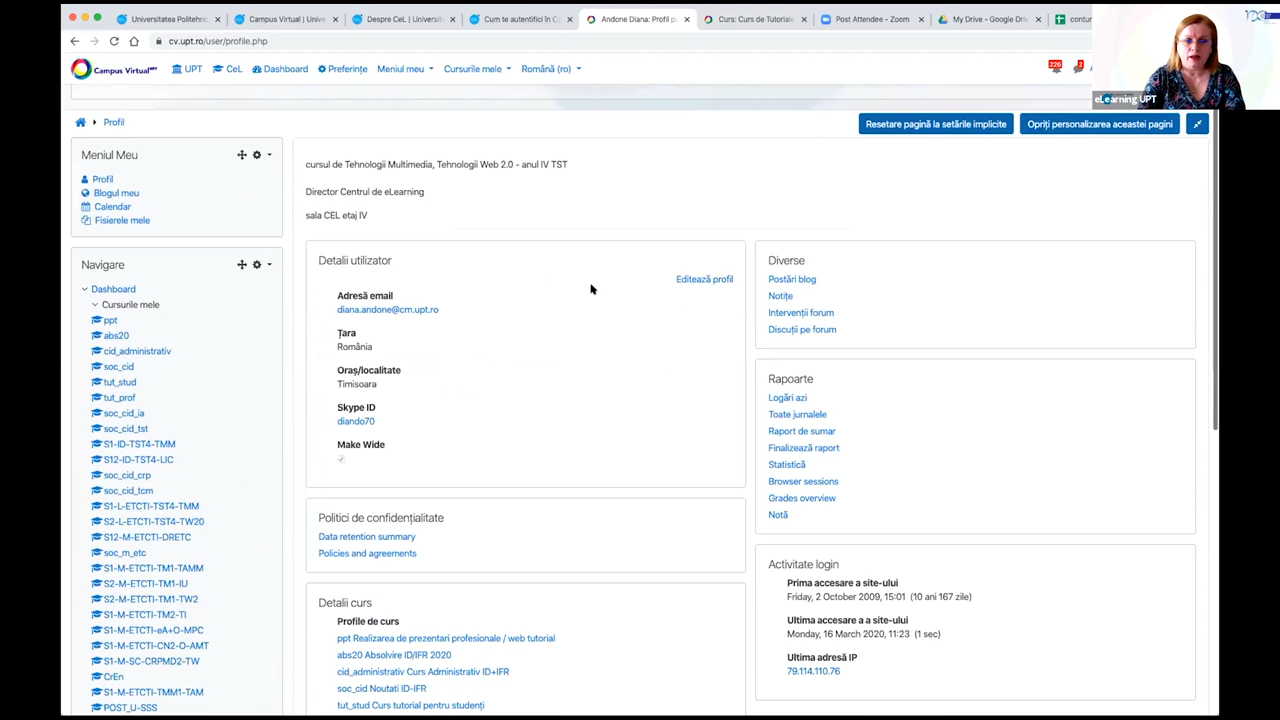 Universitatea Politehnic
Campus Virtual | Unive
Despre CeL | Universit
Cum te autentifici în C
Andone Diana: Profil p
Curs: Curs de Tutoriale
Post Attendee - Zoom
My Drive - Google Dri
contur
cv.upt.ro/user/profile.php
Campus Virtual UPT
UPT
CeL
Dashboard
Preferințe
Meniul meu
Cursurile mele
Română (ro)
226
2
eLearning UPT
Profil
Resetare pagină la setările implicite
Opriți personalizarea aceastei pagini
Meniul Meu
Profil
Blogul meu
Calendar
Fisierele mele
Navigare
Dashboard
Cursurile mele
ppt
abs20
cid_administrativ
soc_cid
tut_stud
tut_prof
soc_cid_ia
soc_cid_tst
S1-ID-TST4-TMM
S12-ID-TST4-LIC
soc_cid_crp
soc_cid_tcm
S1-L-ETCTI-TST4-TMM
S2-L-ETCTI-TST4-TW20
S12-M-ETCTI-DRETC
soc_m_etc
S1-M-ETCTI-TM1-TAMM
S2-M-ETCTI-TM1-IU
S2-M-ETCTI-TM1-TW2
S1-M-ETCTI-TM2-TI
S1-M-ETCTI-eA+O-MPC
S1-M-ETCTI-CN2-O-AMT
S1-M-SC-CRPMD2-TW
CrEn
S1-M-ETCTI-TMM1-TAM
POST_U-SSS
cursul de Tehnologii Multimedia, Tehnologii Web 2.0 - anul IV TST
Director Centrul de eLearning
sala CEL etaj IV
Detalii utilizator
Editează profil
Adresă email
diana.andone@cm.upt.ro
Țara
România
Oraș/localitate
Timisoara
Skype ID
diando70
Make Wide
Politici de confidențialitate
Data retention summary
Policies and agreements
Detalii curs
Profile de curs
ppt Realizarea de prezentari profesionale / web tutorial
abs20 Absolvire ID/IFR 2020
cid_administrativ Curs Administrativ ID+IFR
soc_cid Noutati ID-IFR
tut_stud Curs tutorial pentru studenți
Diverse
Postări blog
Notițe
Intervenții forum
Discuții pe forum
Rapoarte
Logări azi
Toate jurnalele
Raport de sumar
Finalizează raport
Statistică
Browser sessions
Grades overview
Notă
Activitate login
Prima accesare a site-ului
Friday, 2 October 2009, 15:01 (10 ani 167 zile)
Ultima accesare a a site-ului
Monday, 16 March 2020, 11:23 (1 sec)
Ultima adresă IP
79.114.110.76